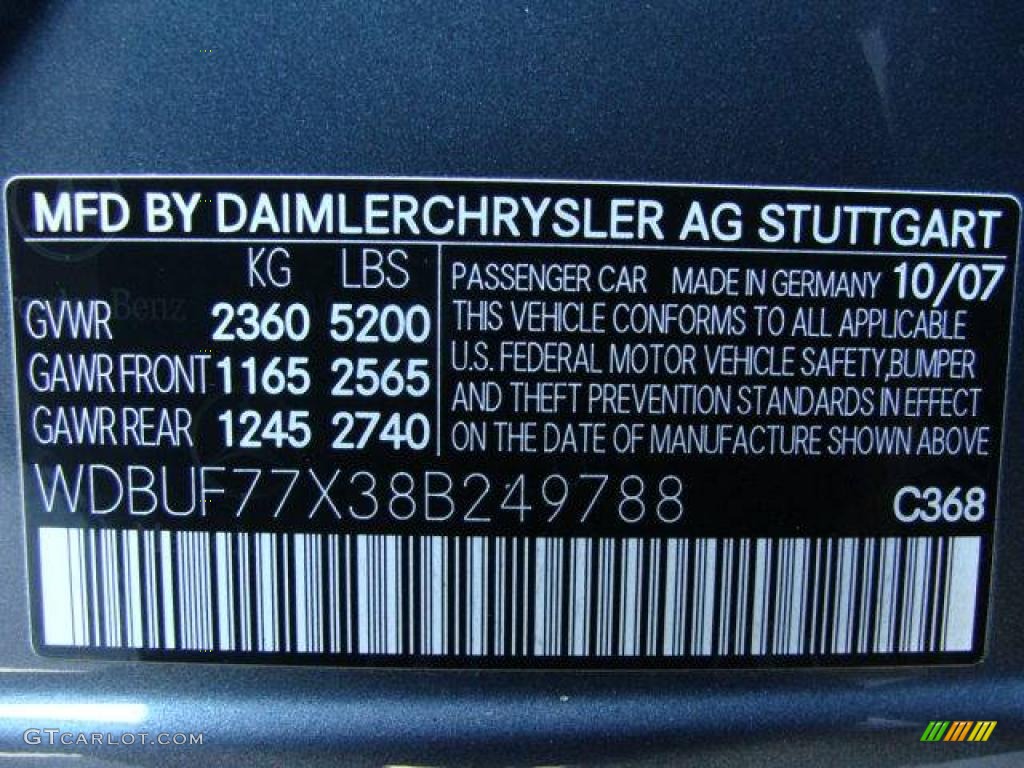 MFD BY DAIMLERCHRYSLER AG STUTTGART
KG LBS
GVWR 2360 5200
GAWR FRONT 1165 2565
GAWR REAR 1245 2740
PASSENGER CAR MADE IN GERMANY 10/07
THIS VEHICLE CONFORMS TO ALL APPLICABLE
U.S. FEDERAL MOTOR VEHICLE SAFETY,BUMPER
AND THEFT PREVENTION STANDARDS IN EFFECT
ON THE DATE OF MANUFACTURE SHOWN ABOVE
WDBUF77X38B249788
C368
GTCARLOT.COM